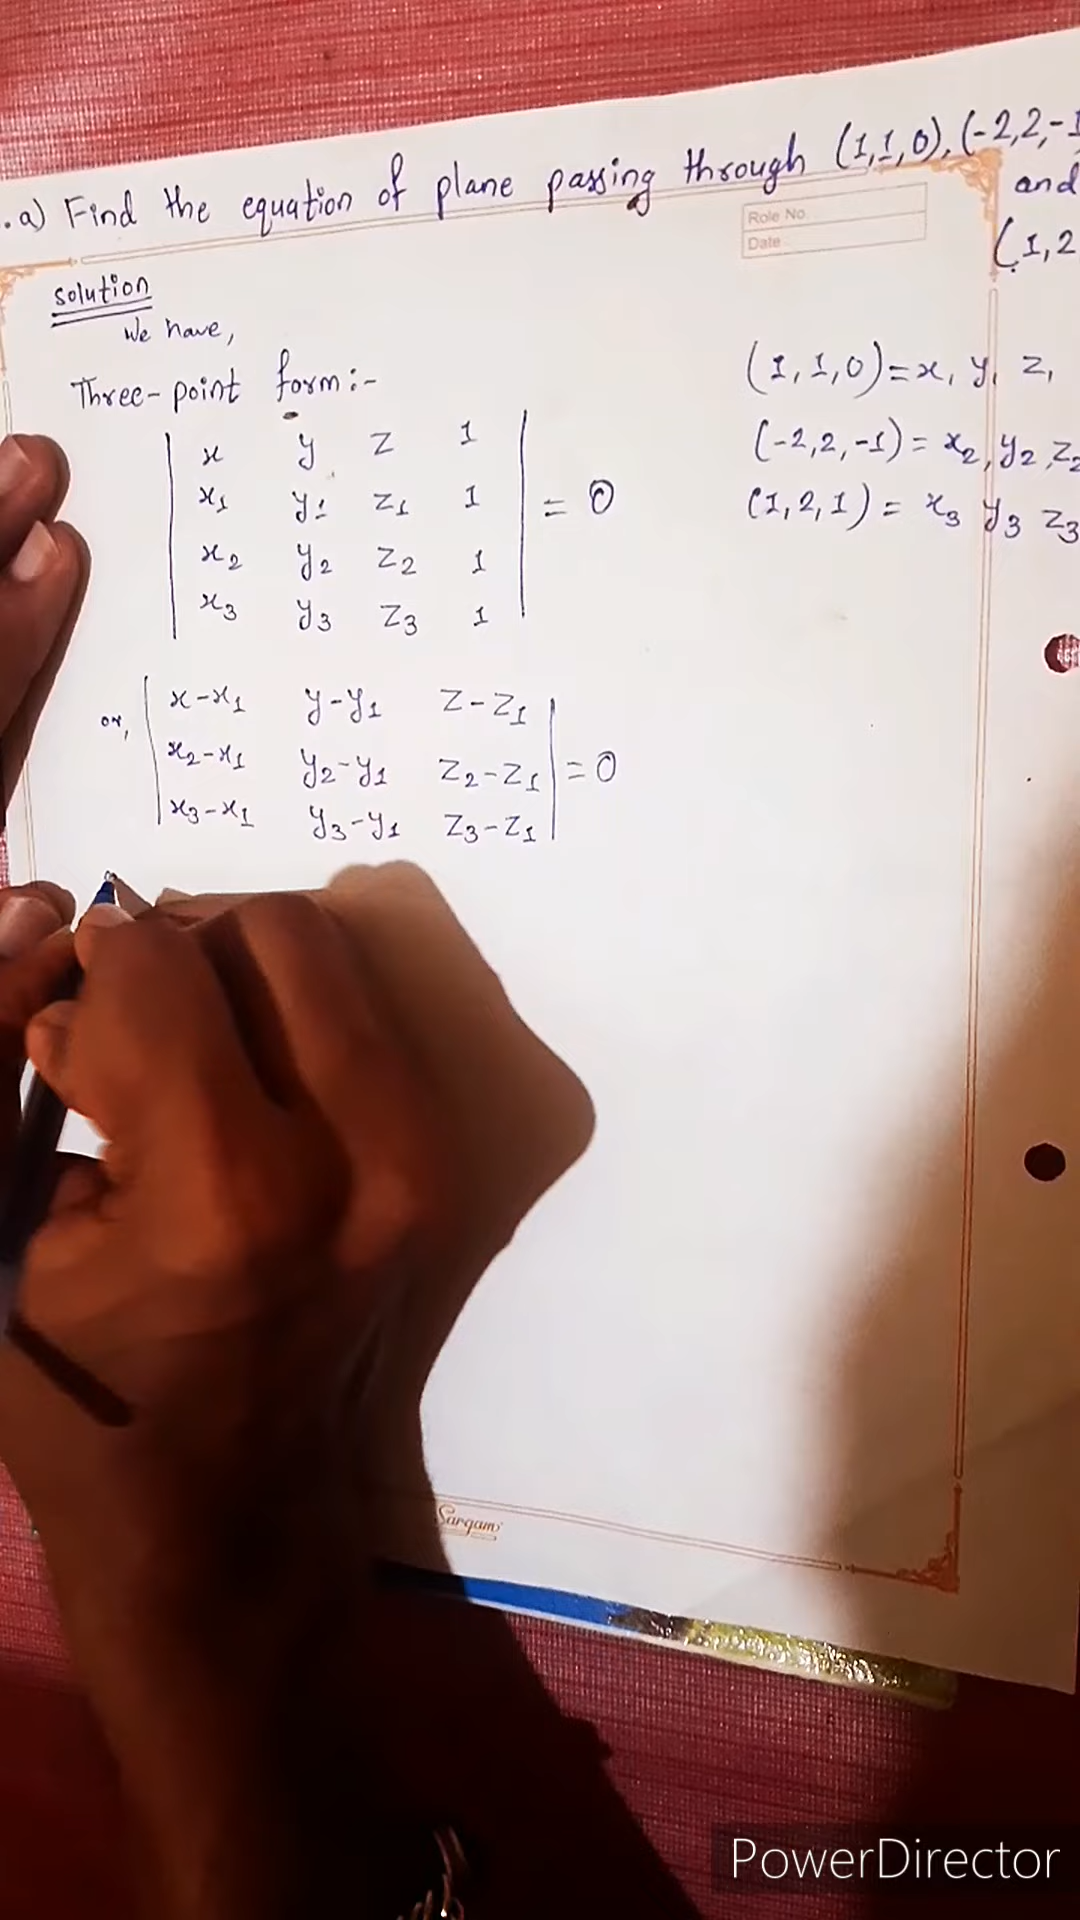 .a) Find the equation of plane passing through (1,1,0), (-2,2,-1
and
(1,2
Role No.
Date
solution
We have,
Three-point form:-
x y z 1
x1 y1 z1 1
x2 y2 z2 1
x3 y3 z3 1
= 0
(1,1,0)=x, y, z,
(-2,2,-1) = x2, y2, z2
(1,2,1) = x3 y3 z3
or,
x-x1 y-y1 z-z1
x2-x1 y2-y1 z2-z1 = 0
x3-x1 y3-y1 z3-z1
Sargam
PowerDirector